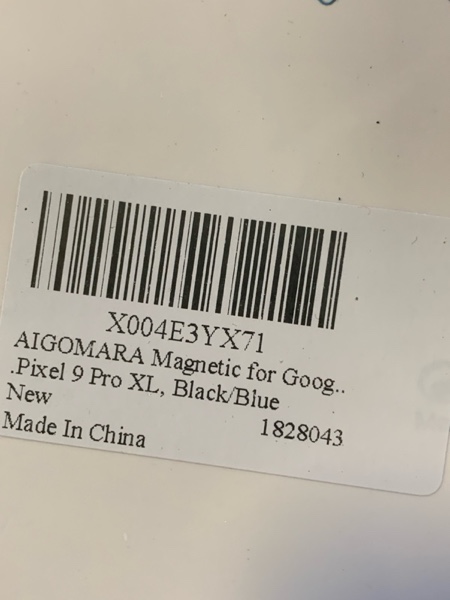 X004E3YX71
AIGOMARA Magnetic for Goog..
.Pixel 9 Pro XL, Black/Blue
New
1828043
Made In China